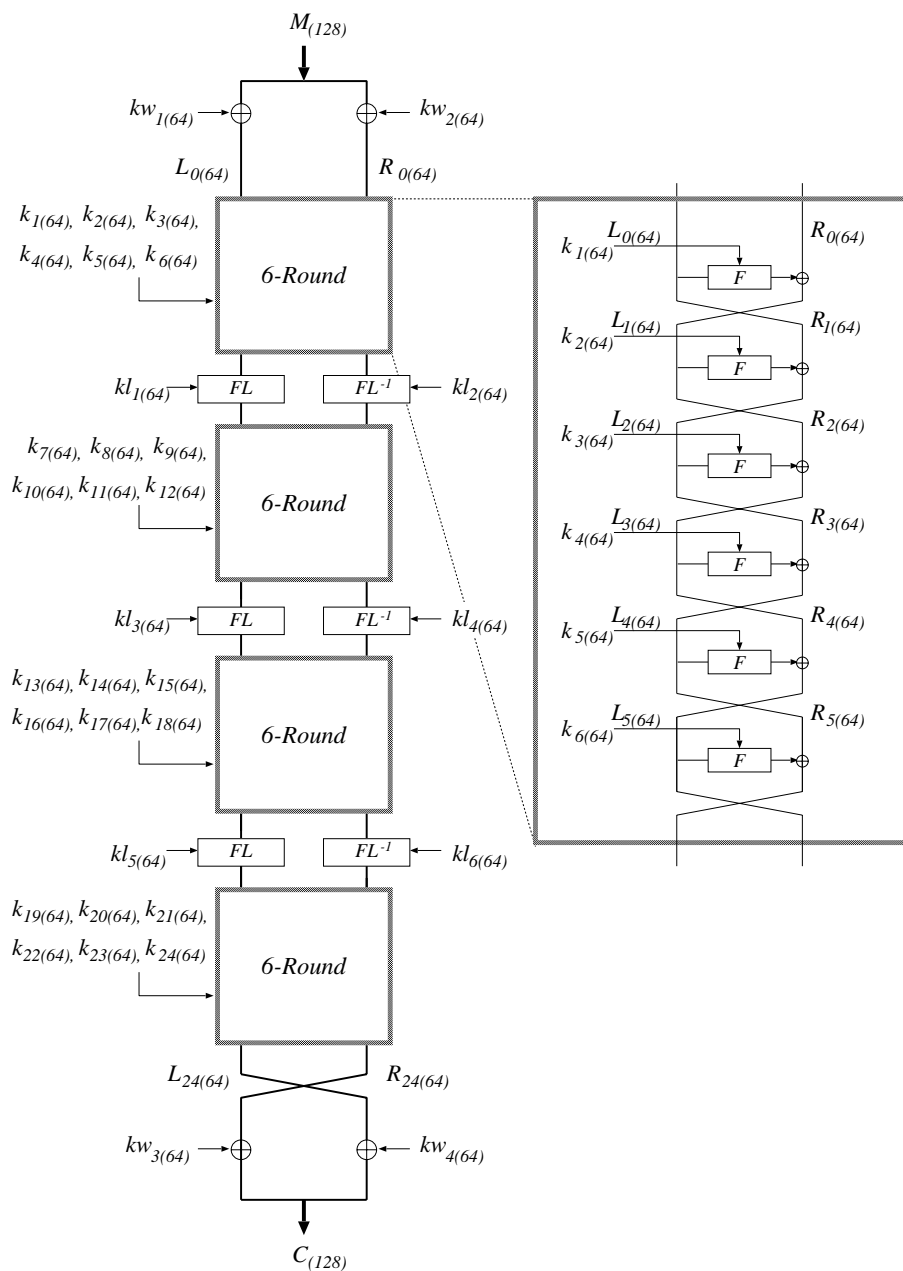 M(128)
kw1(64)
kw2(64)
L0(64)
R0(64)
k1(64), k2(64), k3(64),
k4(64), k5(64), k6(64)
6-Round
kl1(64)
FL
FL-1
kl2(64)
k7(64), k8(64), k9(64),
k10(64), k11(64), k12(64)
6-Round
kl3(64)
FL
FL-1
kl4(64)
k13(64), k14(64), k15(64),
k16(64), k17(64), k18(64)
6-Round
kl5(64)
FL
FL-1
kl6(64)
k19(64), k20(64), k21(64),
k22(64), k23(64), k24(64)
6-Round
L24(64)
R24(64)
kw3(64)
kw4(64)
C(128)
L0(64)
R0(64)
k1(64)
F
L1(64)
R1(64)
k2(64)
F
L2(64)
R2(64)
k3(64)
F
L3(64)
R3(64)
k4(64)
F
L4(64)
R4(64)
k5(64)
F
L5(64)
R5(64)
k6(64)
F